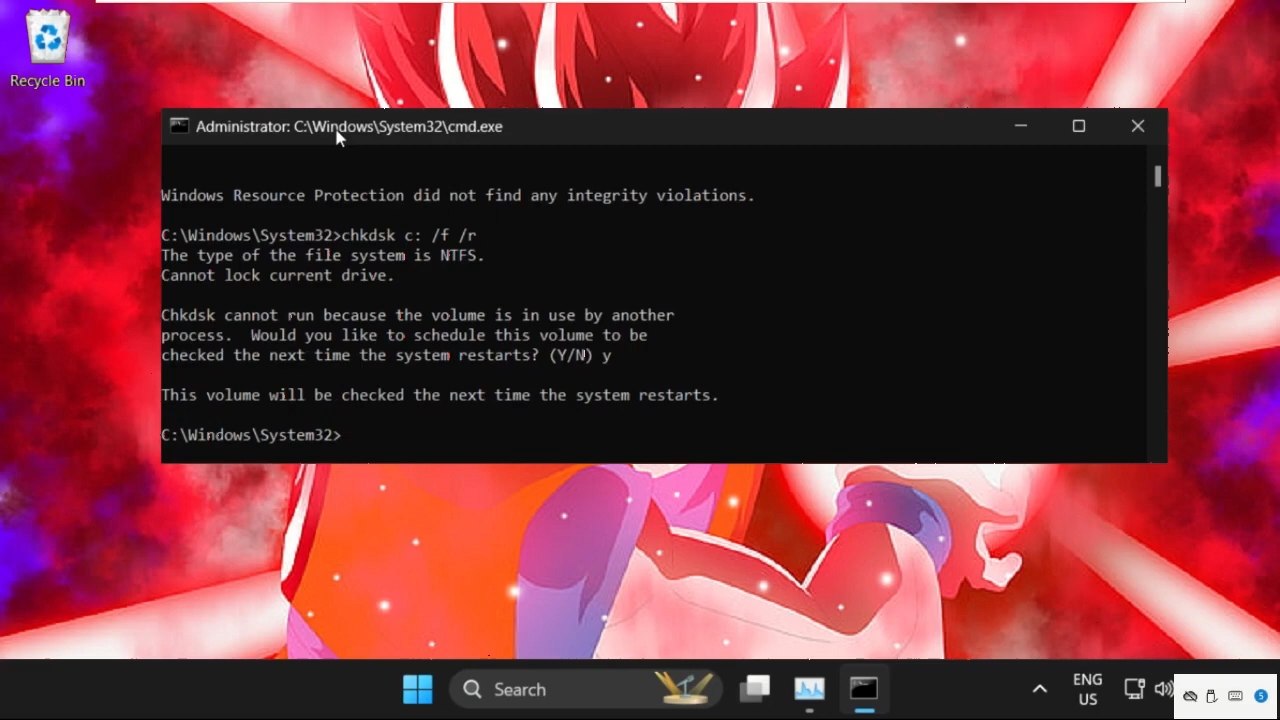 Recycle Bin
Administrator: C:\Windows\System32\cmd.exe
Windows Resource Protection did not find any integrity violations.
C:\Windows\System32>chkdsk c: /f /r
The type of the file system is NTFS.
Cannot lock current drive.
Chkdsk cannot run because the volume is in use by another
process.  Would you like to schedule this volume to be
checked the next time the system restarts? (Y/N) y
This volume will be checked the next time the system restarts.
C:\Windows\System32>
Search
ENG
US
5